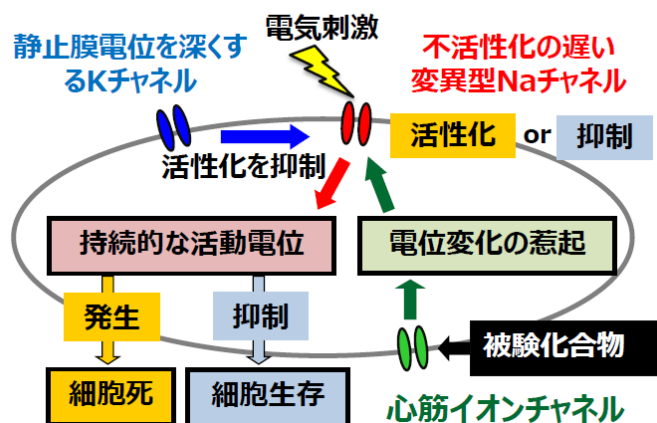 静止膜電位を深くす
るKチャネル
電気刺激
不活性化の遅い
変異型Naチャネル
活性化を抑制
活性化 or 抑制
持続的な活動電位
電位変化の惹起
発生
抑制
被験化合物
細胞死
細胞生存
心筋イオンチャネル